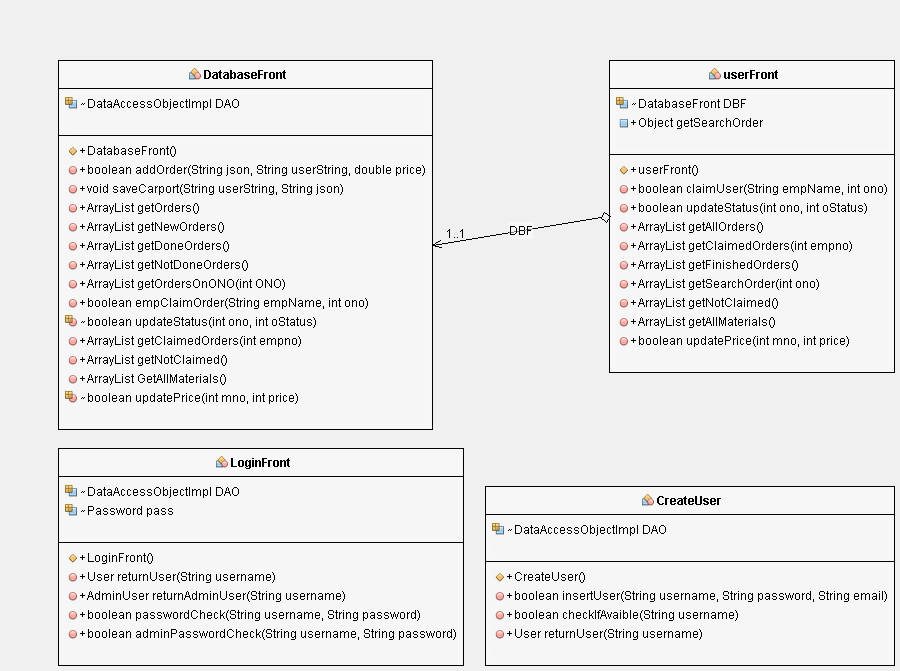 DatabaseFront
~DataAccessObjectImpl DAO
+DatabaseFront()
+boolean addOrder(String json, String userString, double price)
+void saveCarport(String userString, String json)
+ArrayList getOrders()
+ArrayList getNewOrders()
+ArrayList getDoneOrders()
+ArrayList getNotDoneOrders()
+ArrayList getOrdersOnONO(int ONO)
+boolean empClaimOrder(String empName, int ono)
~boolean updateStatus(int ono, int oStatus)
+ArrayList getClaimedOrders(int empno)
+ArrayList getNotClaimed()
+ArrayList GetAllMaterials()
~boolean updatePrice(int mno, int price)
1..1
DBF
userFront
~DatabaseFront DBF
+Object getSearchOrder
+userFront()
+boolean claimUser(String empName, int ono)
+boolean updateStatus(int ono, int oStatus)
+ArrayList getAllOrders()
+ArrayList getClaimedOrders(int empno)
+ArrayList getFinishedOrders()
+ArrayList getSearchOrder(int ono)
+ArrayList getNotClaimed()
+ArrayList getAllMaterials()
+boolean updatePrice(int mno, int price)
LoginFront
~DataAccessObjectImpl DAO
~Password pass
+LoginFront()
+User returnUser(String username)
+AdminUser returnAdminUser(String username)
+boolean passwordCheck(String username, String password)
+boolean adminPasswordCheck(String username, String password)
CreateUser
~DataAccessObjectImpl DAO
+CreateUser()
+boolean insertUser(String username, String password, String email)
+boolean checkIfAvaible(String username)
+User returnUser(String username)